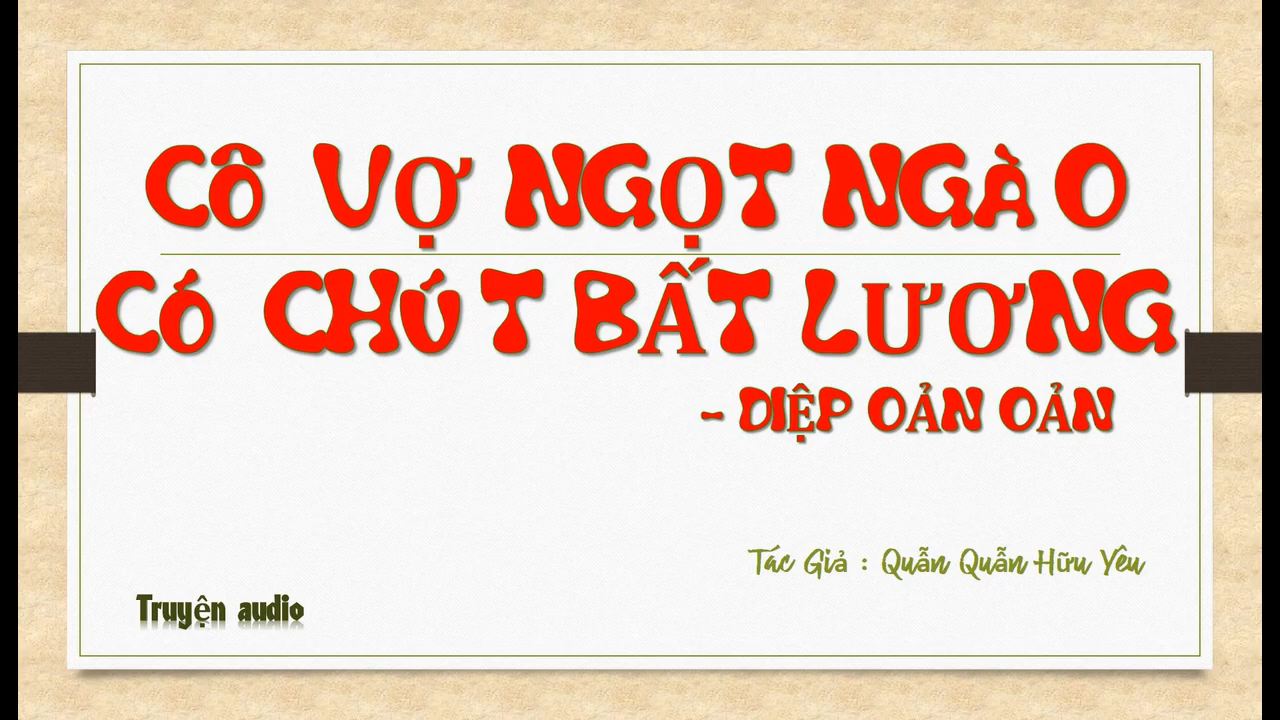 CÔ VỢ NGỌT NGÀO
CÓ CHÚT BẤT LƯƠNG
- DIỆP OẢN OẢN
Tác Giả : Quẫn Quẫn Hữu Yêu
Truyện audio